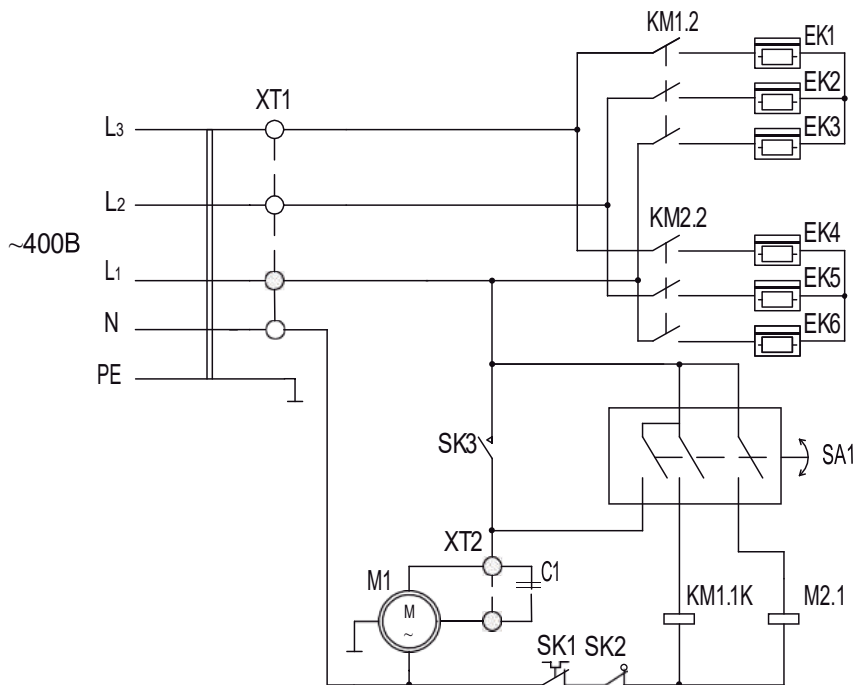 KM1.2
EK1
EK2
EK3
XT1
L3
L2
~400В
L1
N
PE
KM2.2
EK4
EK5
EK6
SK3
SA1
XT2
C1
M1
M
~
KM1.1K
M2.1
SK1
SK2